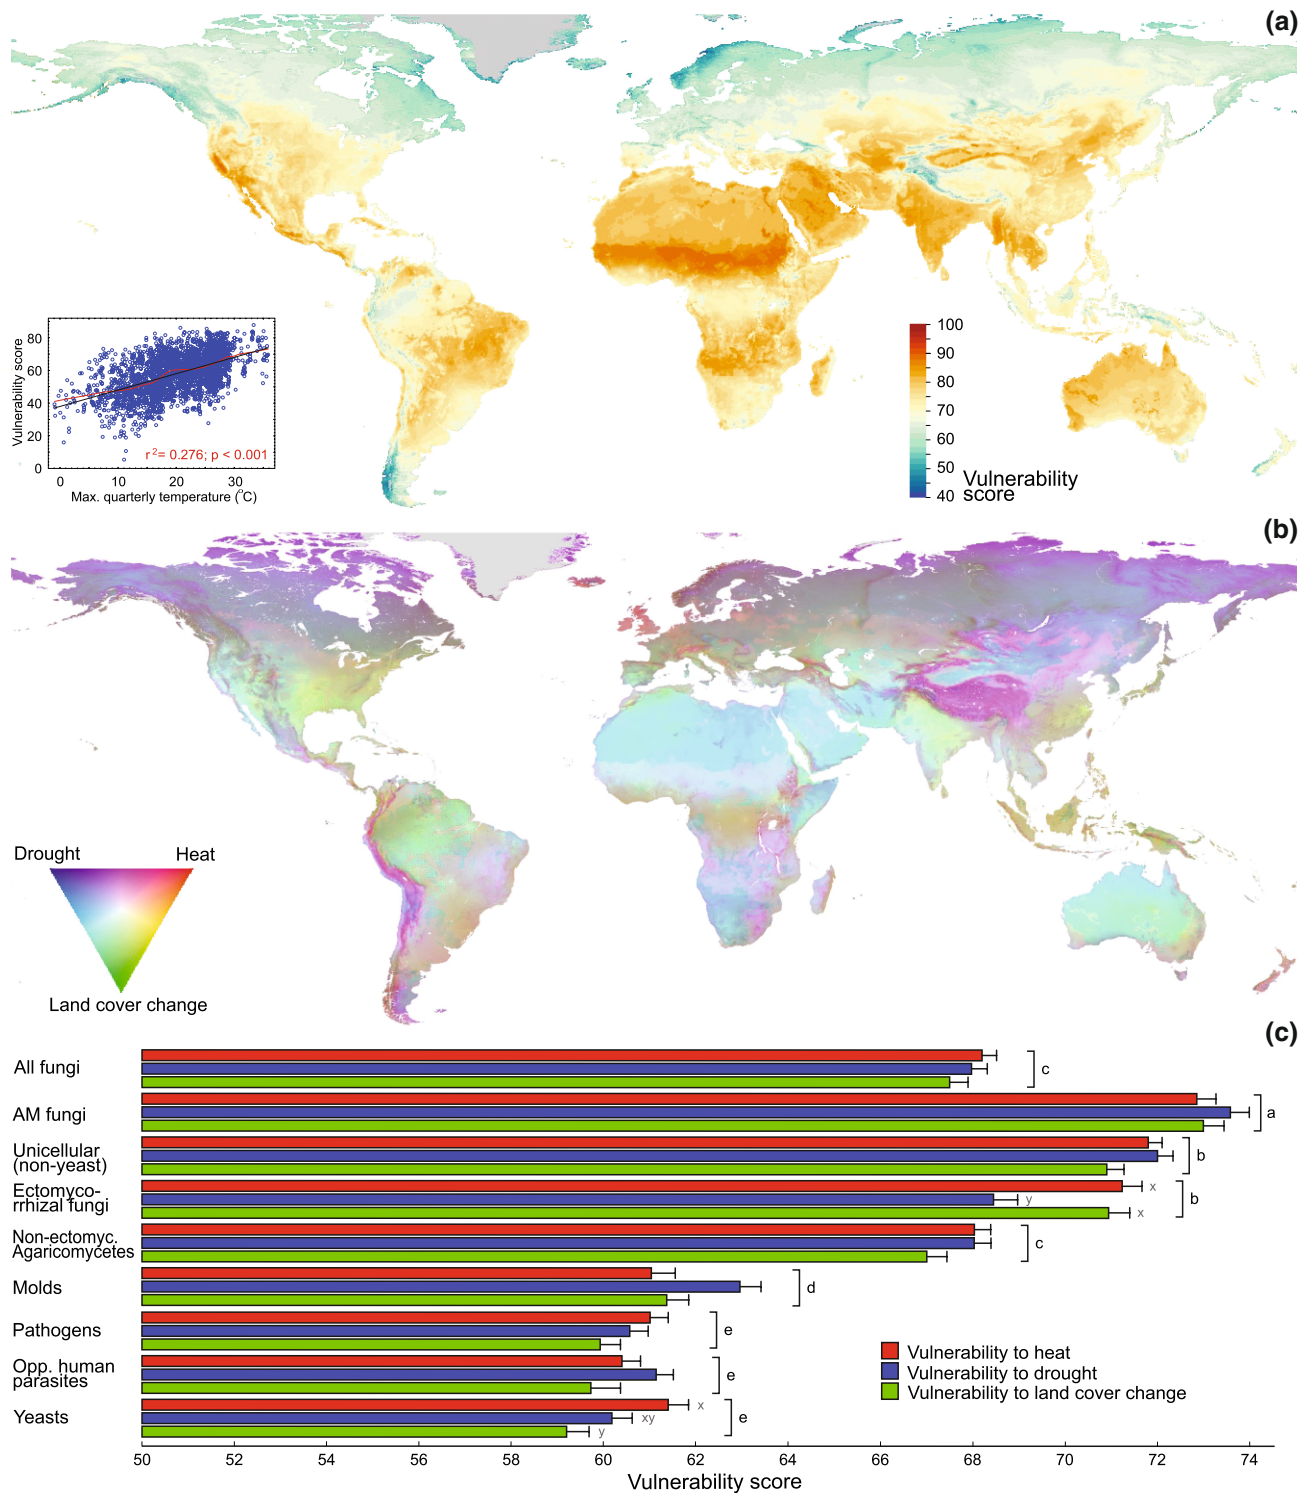 (a)
80
60
40
20
0
Vulnerability score
r²= 0.276; p < 0.001
0 10 20 30
Max. quarterly temperature (°C)
100
90
80
70
60
50
40
Vulnerability
score
(b)
Drought Heat
Land cover change
(c)
All fungi
c
AM fungi
a
Unicellular
(non-yeast)
b
Ectomyco-
rrhizal fungi
x
y
x
b
Non-ectomyc.
Agaricomycetes
c
Molds
d
Pathogens
e
Opp. human
parasites
e
Yeasts
x
xy
y
e
Vulnerability to heat
Vulnerability to drought
Vulnerability to land cover change
50 52 54 56 58 60 62 64 66 68 70 72 74
Vulnerability score